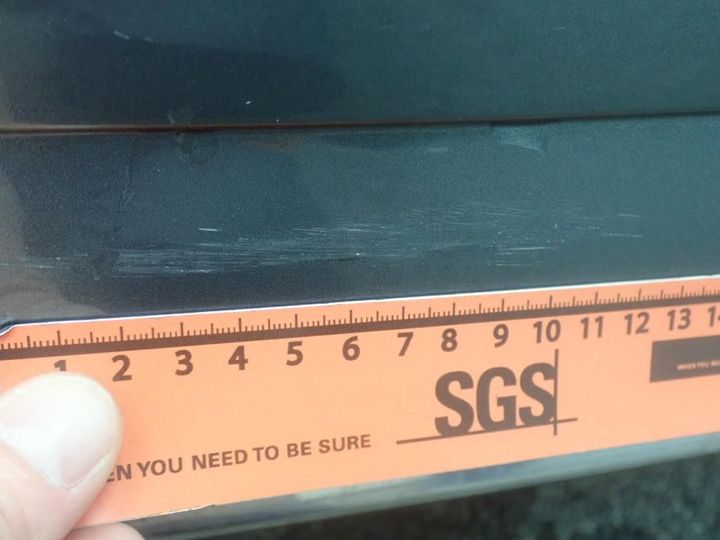 1 2 3 4 5 6 7 8 9 10 11 12 13
SGS
EN YOU NEED TO BE SURE